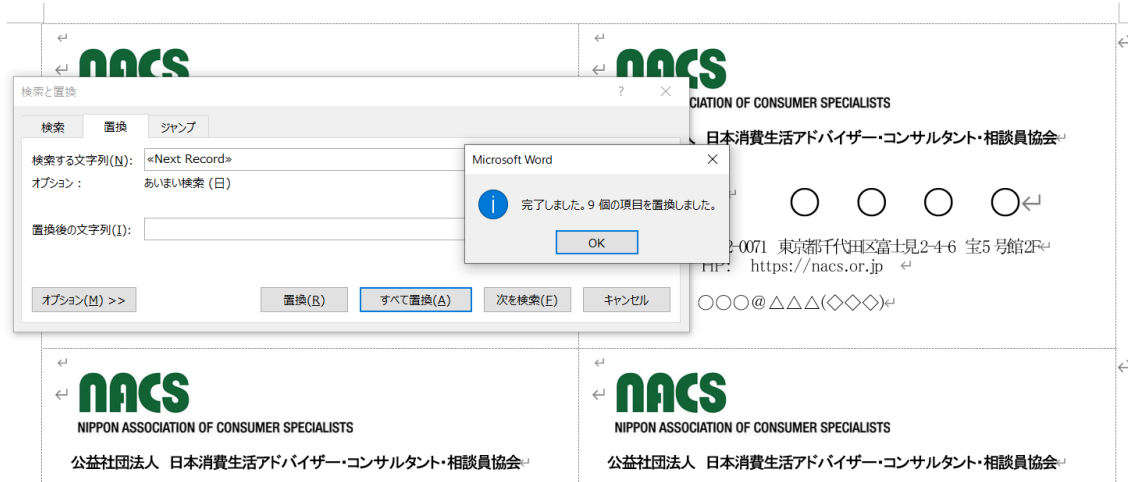 nacs
nacs
検索と置換
? ×
CIATION OF CONSUMER SPECIALISTS
検索 置換 ジャンプ
日本消費生活アドバイザー・コンサルタント・相談員協会
検索する文字列(N): «Next Record»
オプション: あいまい検索 (日)
置換後の文字列(I):
Microsoft Word
完了しました。9 個の項目を置換しました。
OK
〇 〇 〇 〇
2-0071 東京都千代田区富士見2-4-6 宝5号館2F
HP: https://nacs.or.jp
オプション(M) >> 置換(R) すべて置換(A) 次を検索(F) キャンセル
〇〇〇@△△△(◇◇◇)
nacs
NIPPON ASSOCIATION OF CONSUMER SPECIALISTS
公益社団法人 日本消費生活アドバイザー・コンサルタント・相談員協会
nacs
NIPPON ASSOCIATION OF CONSUMER SPECIALISTS
公益社団法人 日本消費生活アドバイザー・コンサルタント・相談員協会